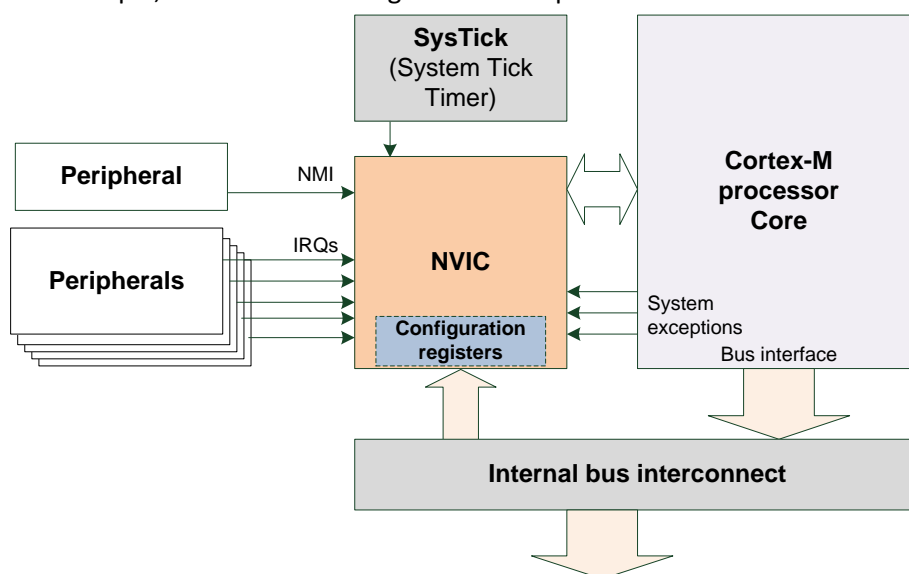 SysTick
(System Tick
Timer)
Peripheral
NMI
Cortex-M
processor
Core
IRQs
Peripherals
NVIC
System
exceptions
Configuration
registers
Bus interface
Internal bus interconnect